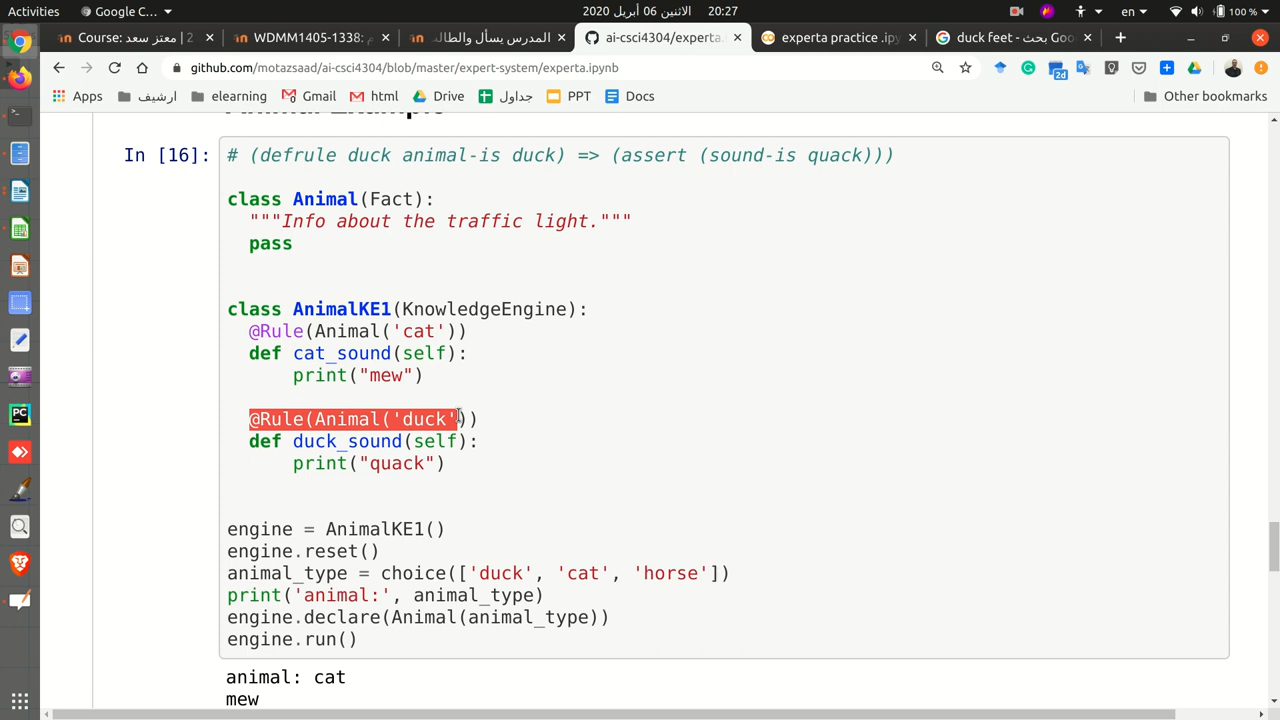 Activities
Google C...
2020 الاثنين 06 أبريل 20:27
en
100 %
Course: معتز سعد | 2
WDMM1405-1338:
المدرس يسأل والطالب
ai-csci4304/experta.
experta practice .ipy
duck feet - بحث Goo
github.com/motazsaad/ai-csci4304/blob/master/expert-system/experta.ipynb
2d
Apps
ارشيف
elearning
Gmail
html
Drive
جداول
PPT
Docs
Other bookmarks
Animal Example
In [16]:
# (defrule duck animal-is duck) => (assert (sound-is quack)))
class Animal(Fact):
"""Info about the traffic light."""
pass
class AnimalKE1(KnowledgeEngine):
@Rule(Animal('cat'))
def cat_sound(self):
print("mew")
@Rule(Animal('duck'))
def duck_sound(self):
print("quack")
engine = AnimalKE1()
engine.reset()
animal_type = choice(['duck', 'cat', 'horse'])
print('animal:', animal_type)
engine.declare(Animal(animal_type))
engine.run()
animal: cat
mew